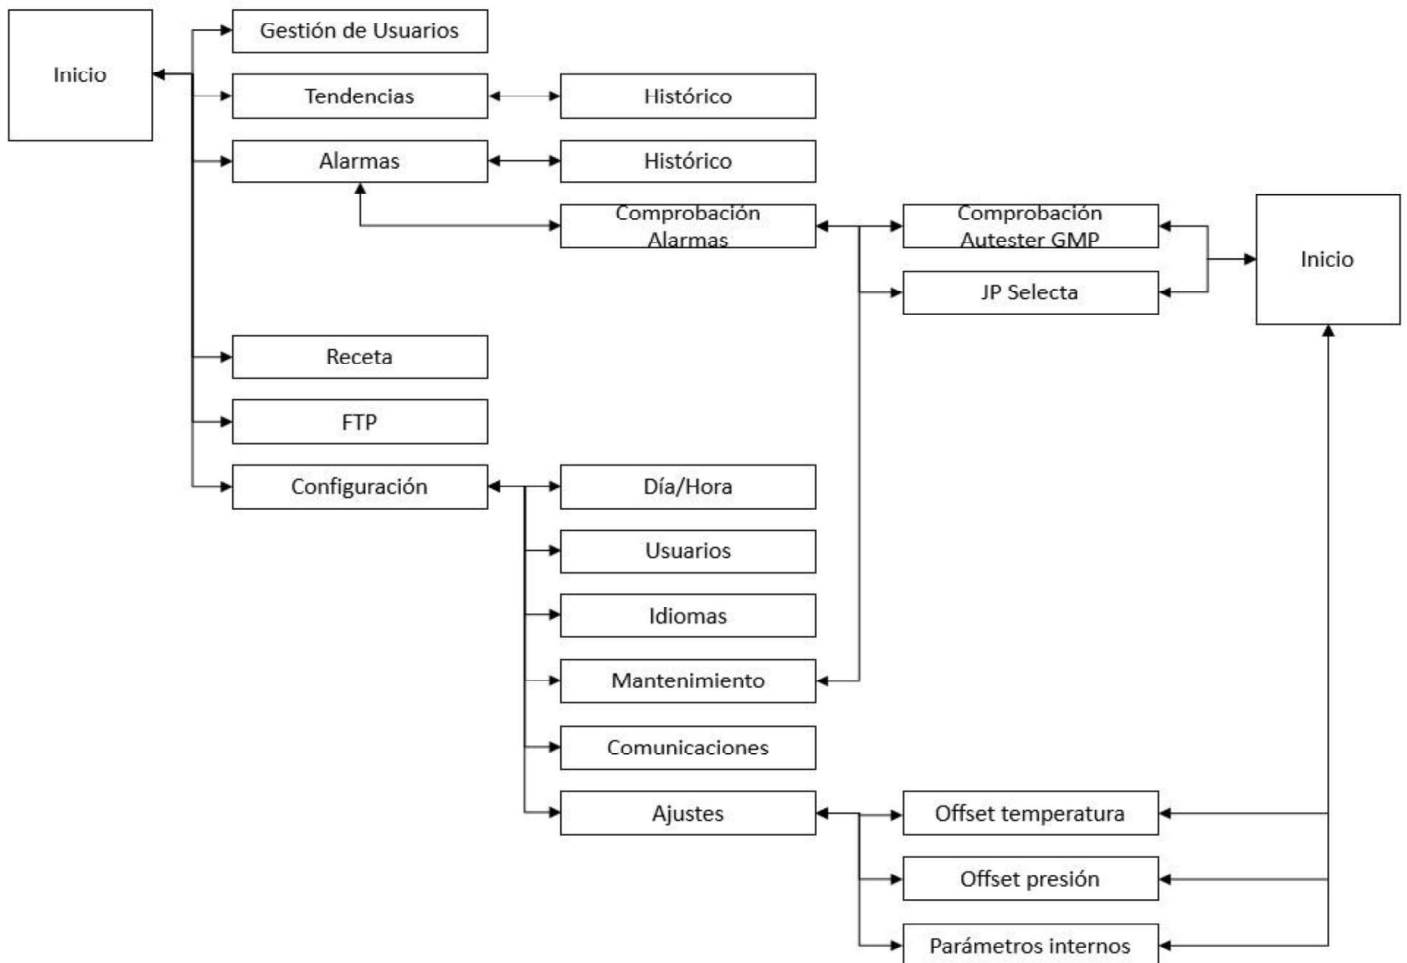 Gestión de Usuarios
Inicio
Tendencias
Histórico
Alarmas
Histórico
Comprobación
Alarmas
Comprobación
Autester GMP
Inicio
JP Selecta
Receta
FTP
Configuración
Día/Hora
Usuarios
Idiomas
Mantenimiento
Comunicaciones
Ajustes
Offset temperatura
Offset presión
Parámetros internos